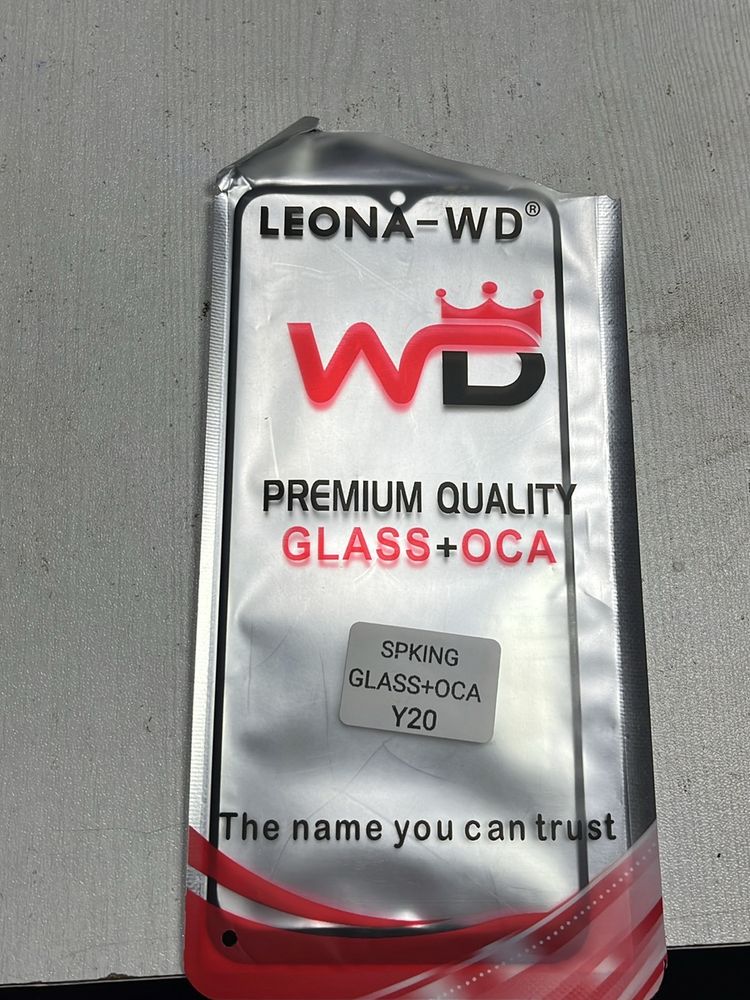 LEONA-WD®
WD
PREMIUM QUALITY
GLASS+OCA
SPKING
GLASS+OCA
Y20
The name you can trust